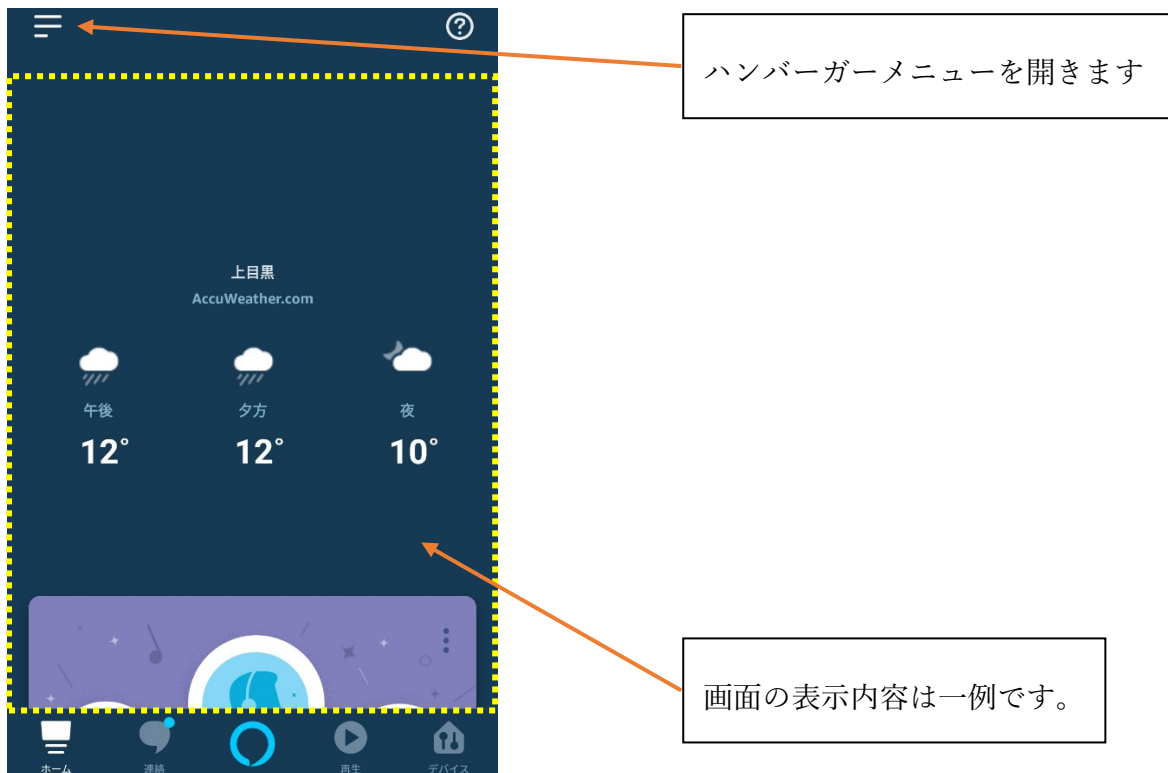 ハンバーガーメニューを開きます
上目黒
AccuWeather.com
午後 夕方 夜
12° 12° 10°
画面の表示内容は一例です。
ホーム 連絡 再生 デバイス